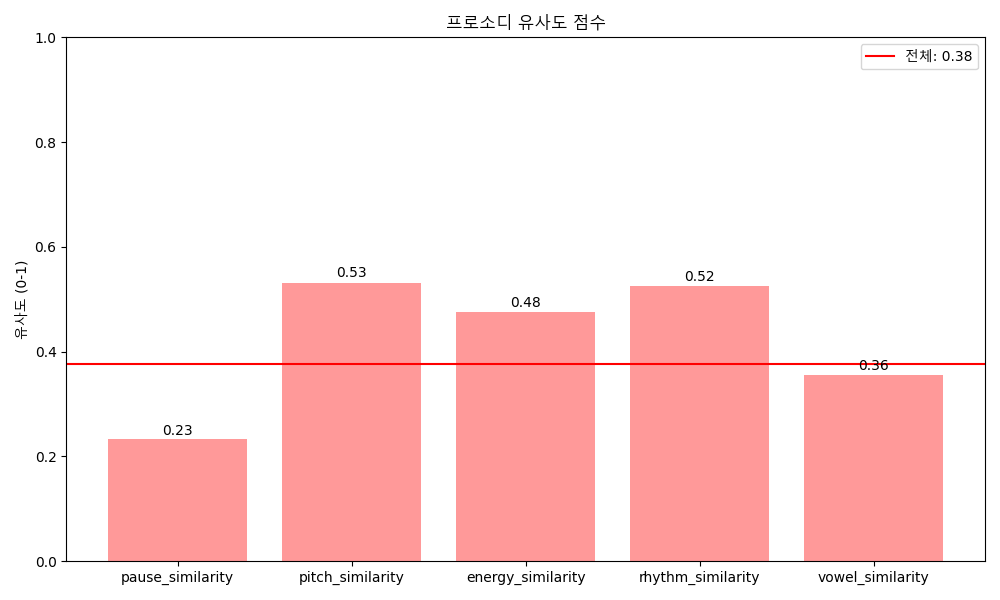 프로소디 유사도 점수
전체: 0.38
유사도 (0-1)
1.0
0.8
0.6
0.4
0.2
0.0
0.23
0.53
0.48
0.52
0.36
pause_similarity
pitch_similarity
energy_similarity
rhythm_similarity
vowel_similarity